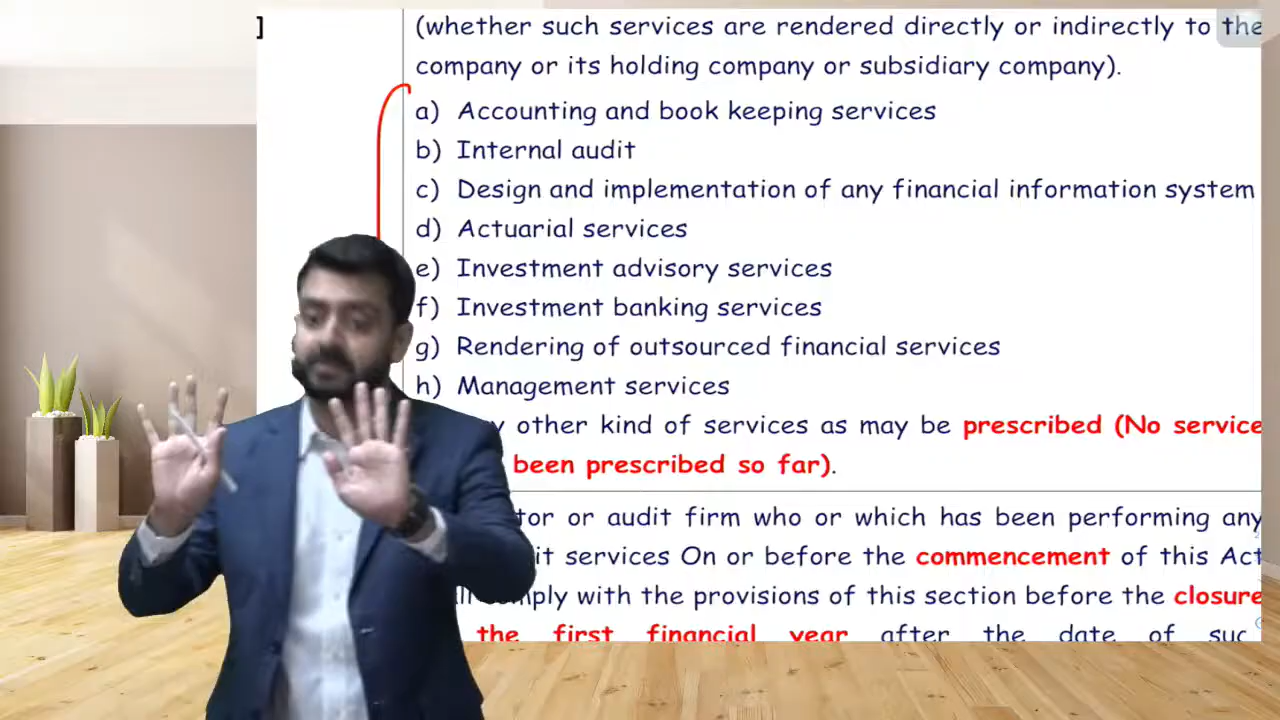 ]
(whether such services are rendered directly or indirectly to the
company or its holding company or subsidiary company).
a) Accounting and book keeping services
b) Internal audit
c) Design and implementation of any financial information system
d) Actuarial services
e) Investment advisory services
f) Investment banking services
g) Rendering of outsourced financial services
h) Management services
other kind of services as may be prescribed (No service
been prescribed so far).
or audit firm who or which has been performing any
services On or before the commencement of this Act
comply with the provisions of this section before the closure
the first financial year after the date of suc